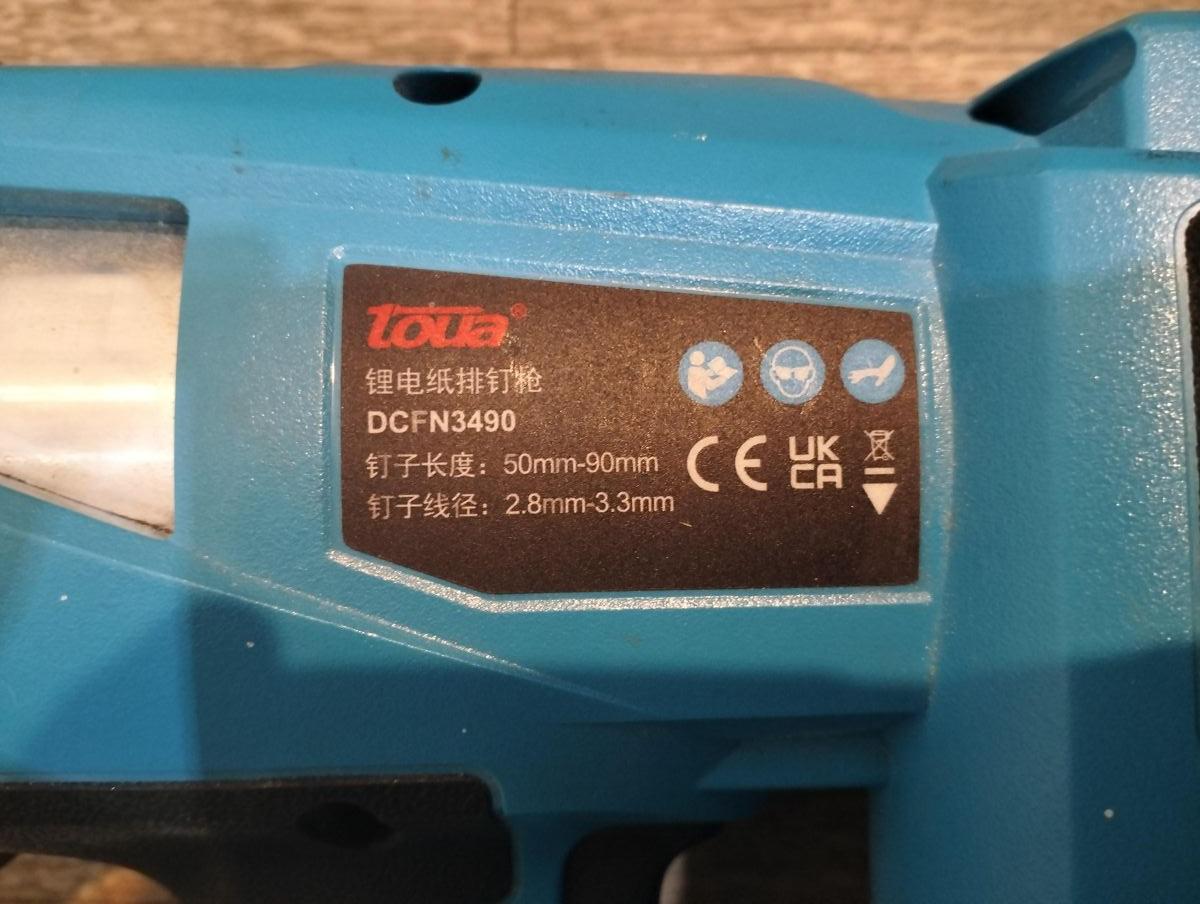 toua®
锂电纸排钉枪
DCFN3490
钉子长度：50mm-90mm
钉子线径：2.8mm-3.3mm
CE
UK
CA